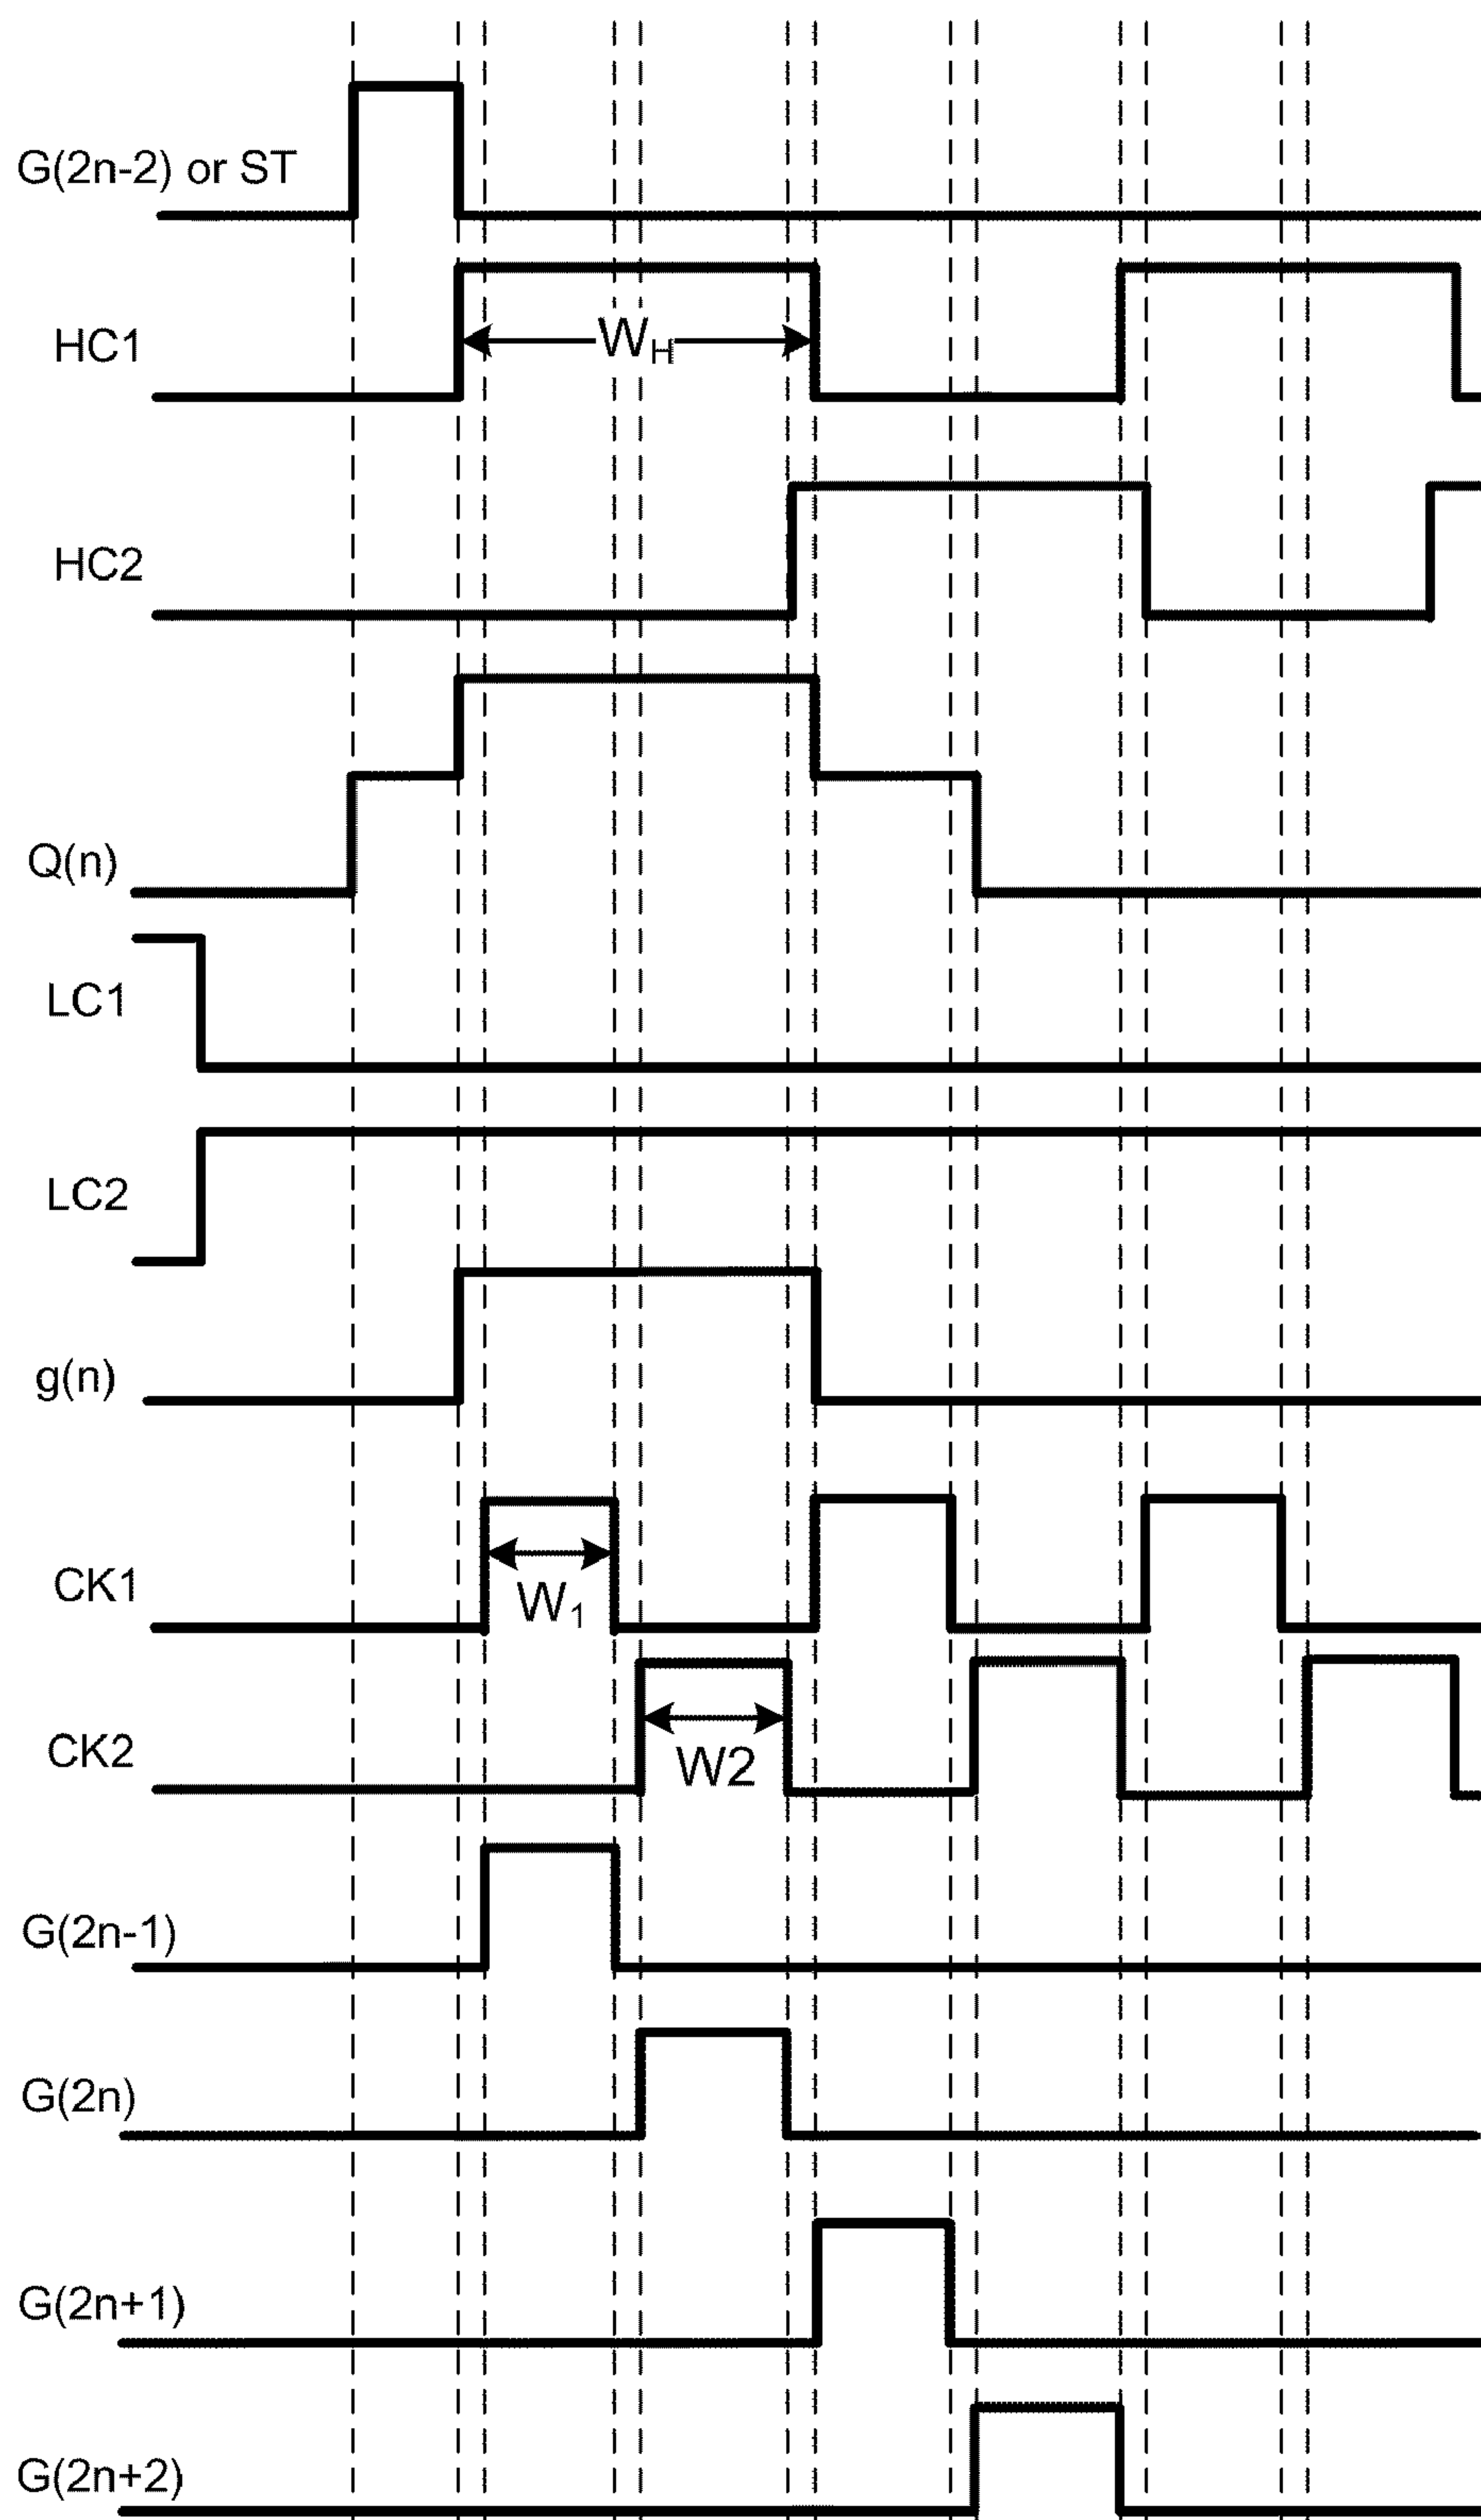 G(2n-2) or ST
HC1
W_H
HC2
Q(n)
LC1
LC2
g(n)
CK1
W₁
CK2
W2
G(2n-1)
G(2n)
G(2n+1)
G(2n+2)